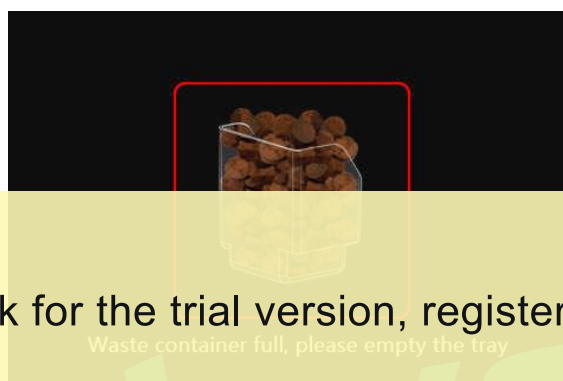 k for the trial version, register
Waste container full, please empty the tray